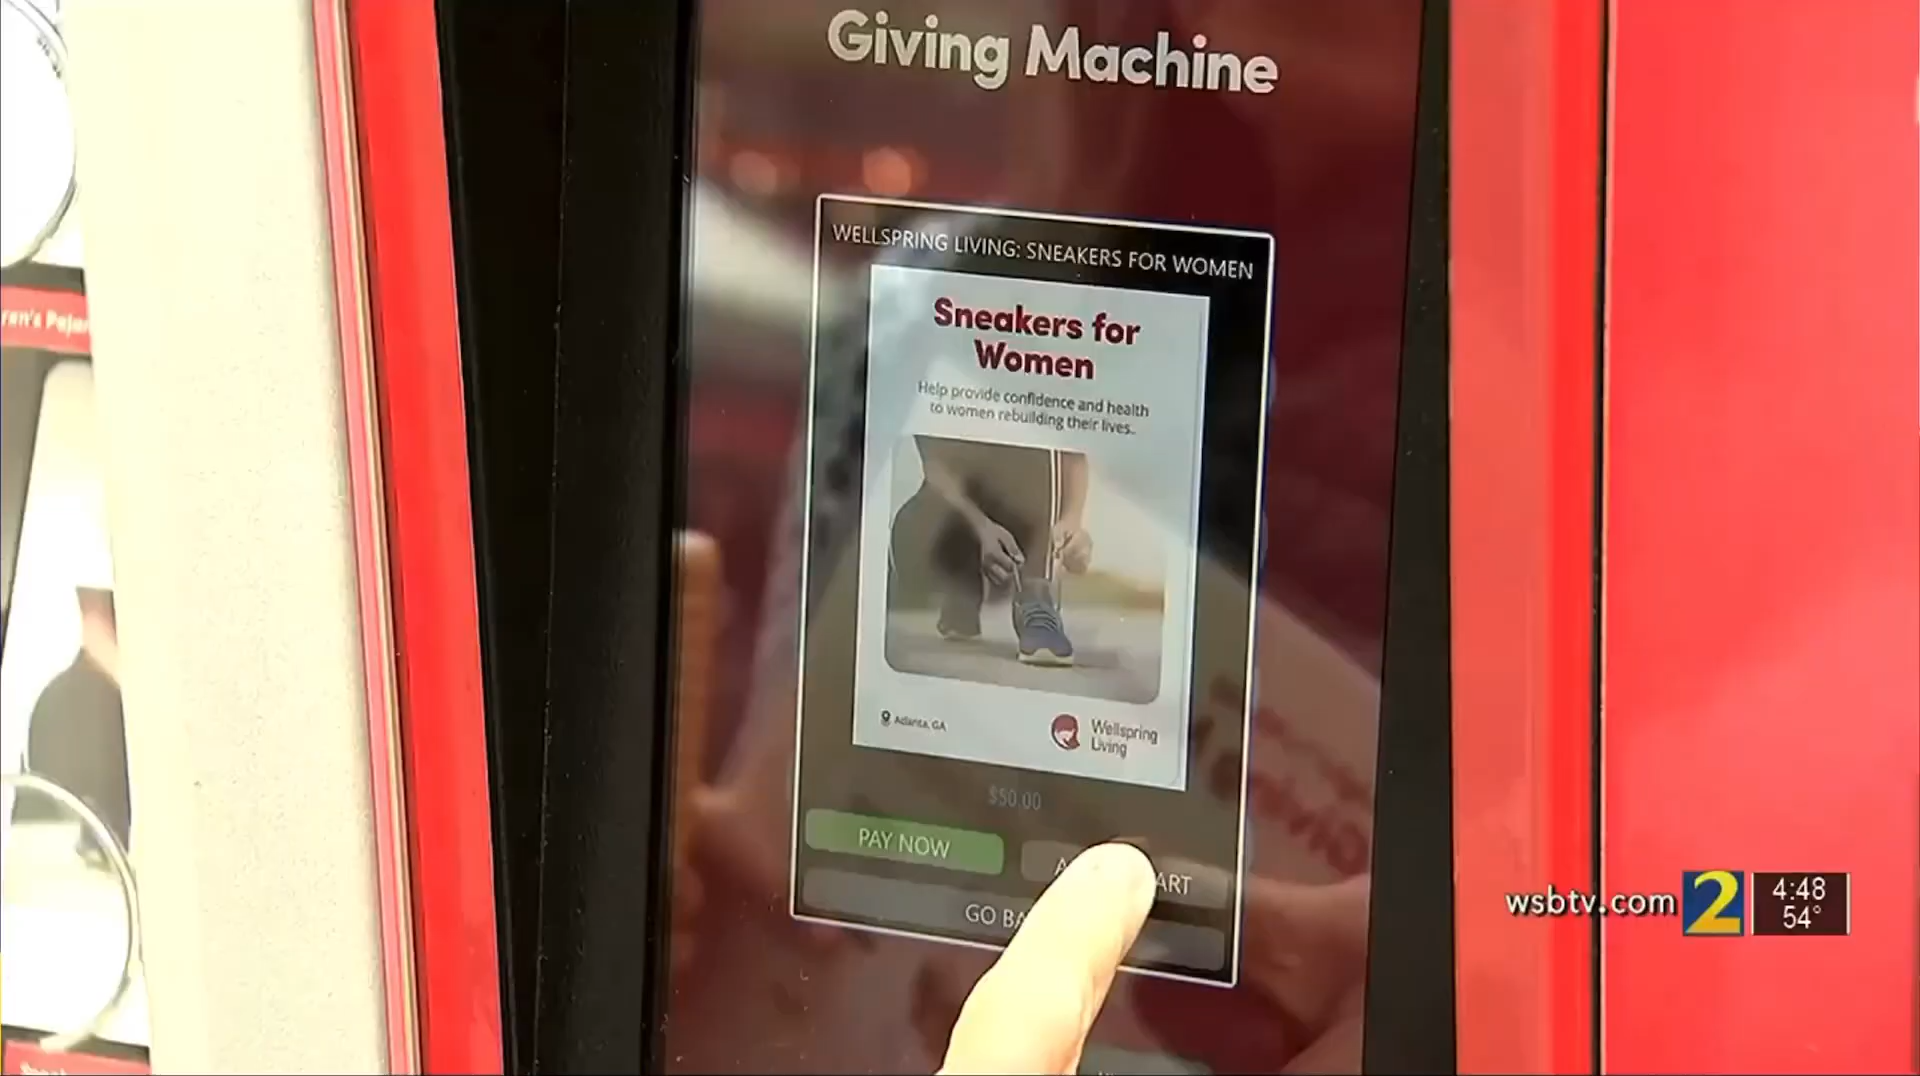 Giving Machine
WELLSPRING LIVING: SNEAKERS FOR WOMEN
Sneakers for
Women
Help provide confidence and health
to women rebuilding their lives.
Atlanta, GA
Wellspring
Living
$50.00
PAY NOW
GO
wsbtv.com 2
4:48
54°